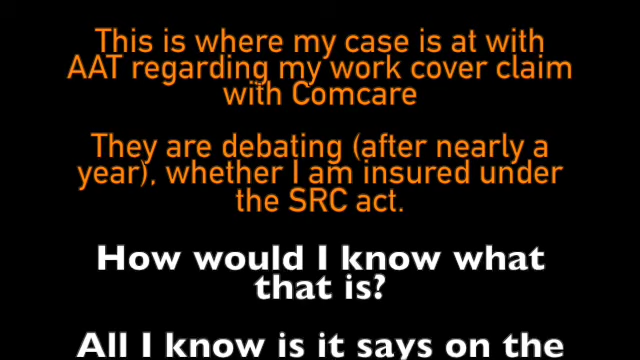 This is where my case is at with
AAT regarding my work cover claim
with Comcare
They are debating (after nearly a
year), whether I am insured under
the SRC act.
How would I know what
that is?
All I know is it says on the